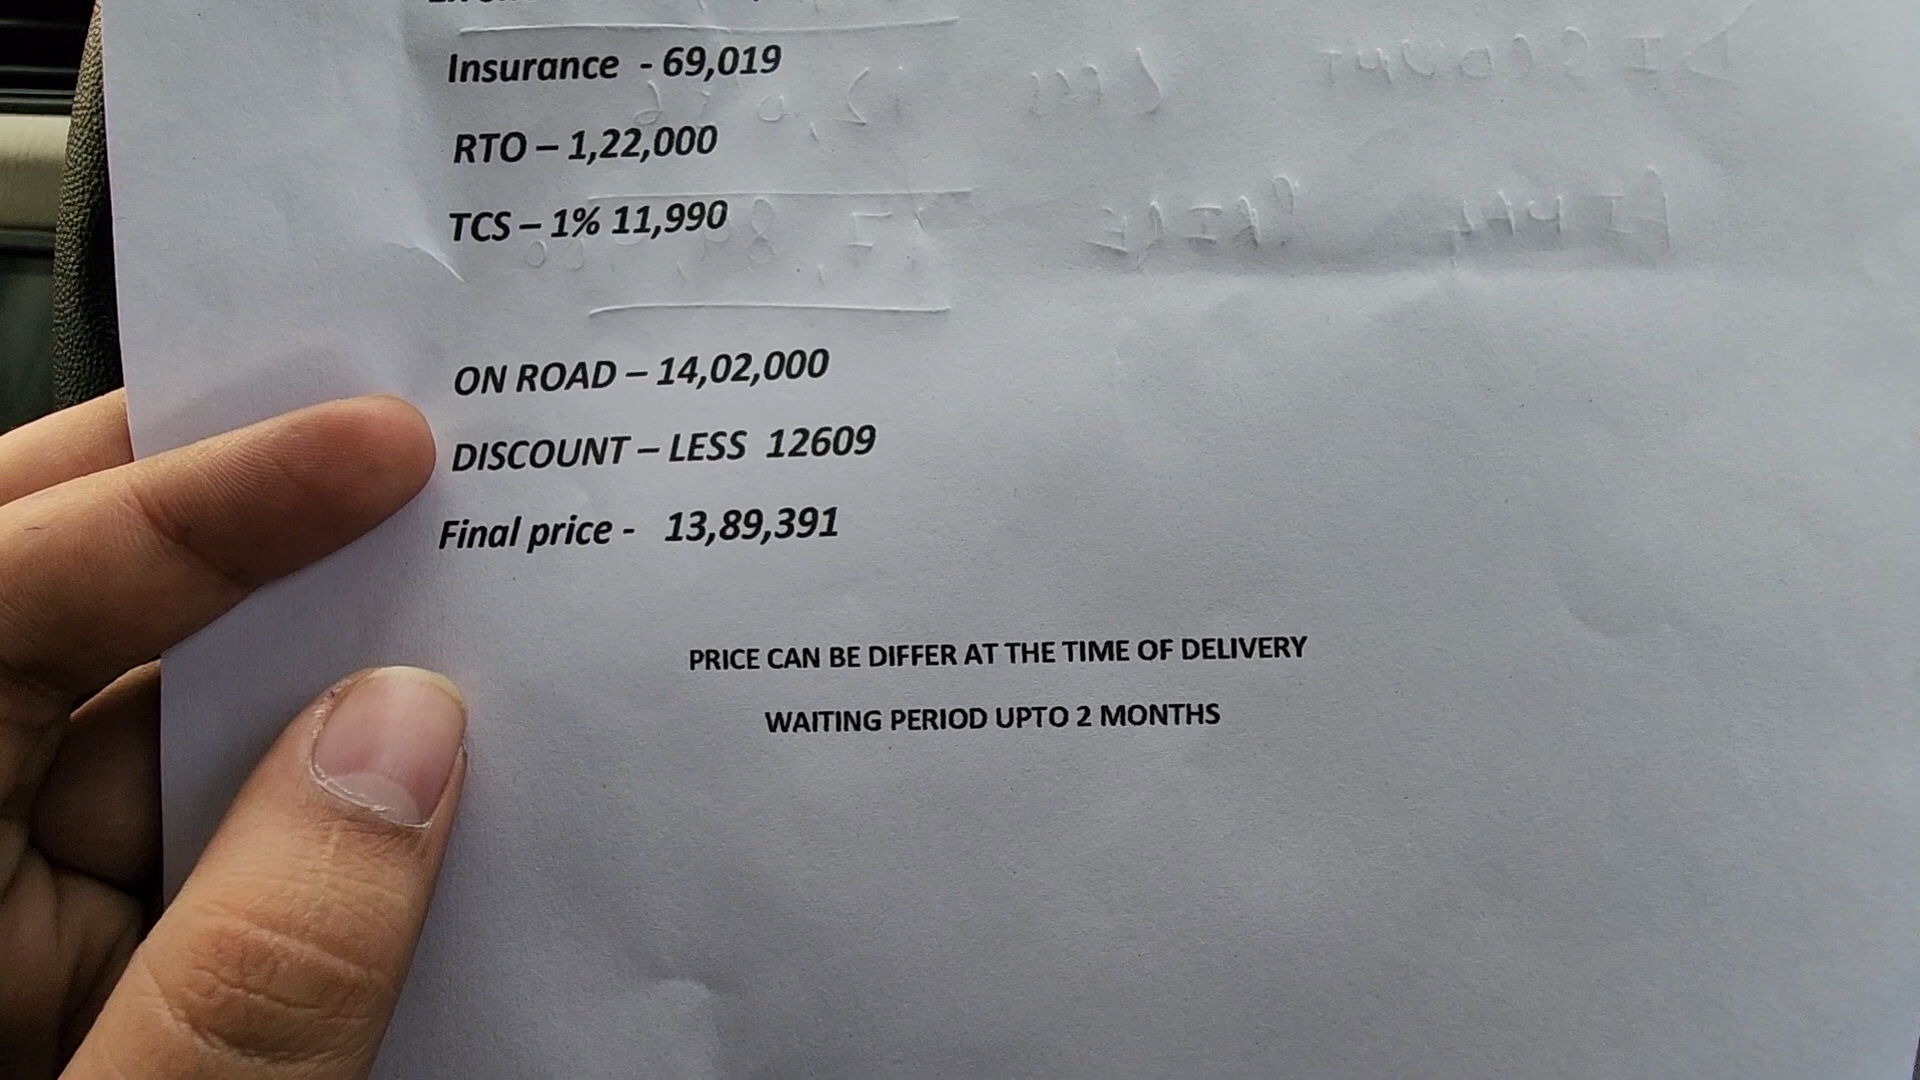 Insurance - 69,019
RTO – 1,22,000
TCS – 1% 11,990
ON ROAD – 14,02,000
DISCOUNT – LESS 12609
Final price - 13,89,391
PRICE CAN BE DIFFER AT THE TIME OF DELIVERY
WAITING PERIOD UPTO 2 MONTHS